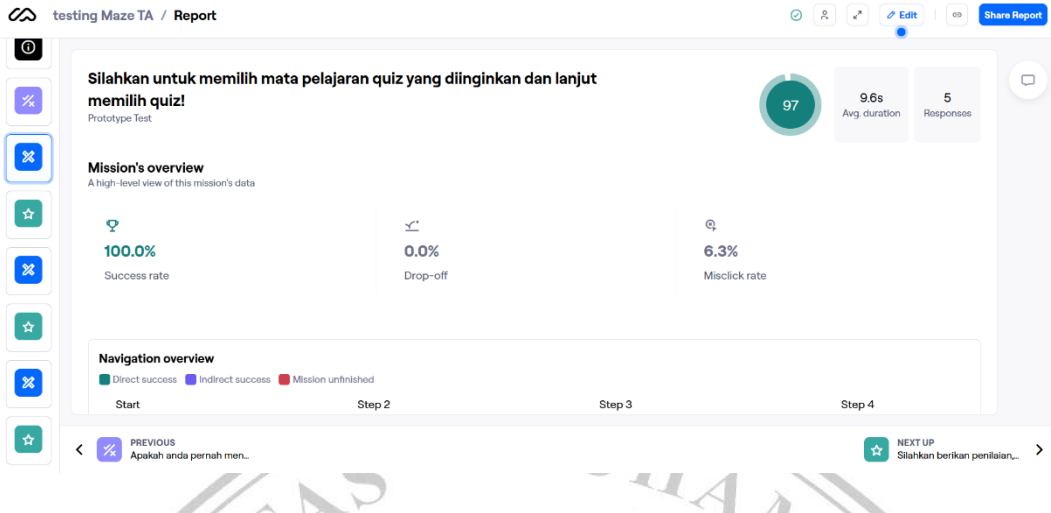 testing Maze TA / Report
Edit
Share Report
Silahkan untuk memilih mata pelajaran quiz yang diinginkan dan lanjut
memilih quiz!
Prototype Test
97
9.6s
Avg. duration
5
Responses
Mission's overview
A high-level view of this mission's data
100.0%
Success rate
0.0%
Drop-off
6.3%
Misclick rate
Navigation overview
Direct success Indirect success Mission unfinished
Start Step 2 Step 3 Step 4
PREVIOUS
Apakah anda pernah men...
NEXT UP
Silahkan berikan penilaian,...